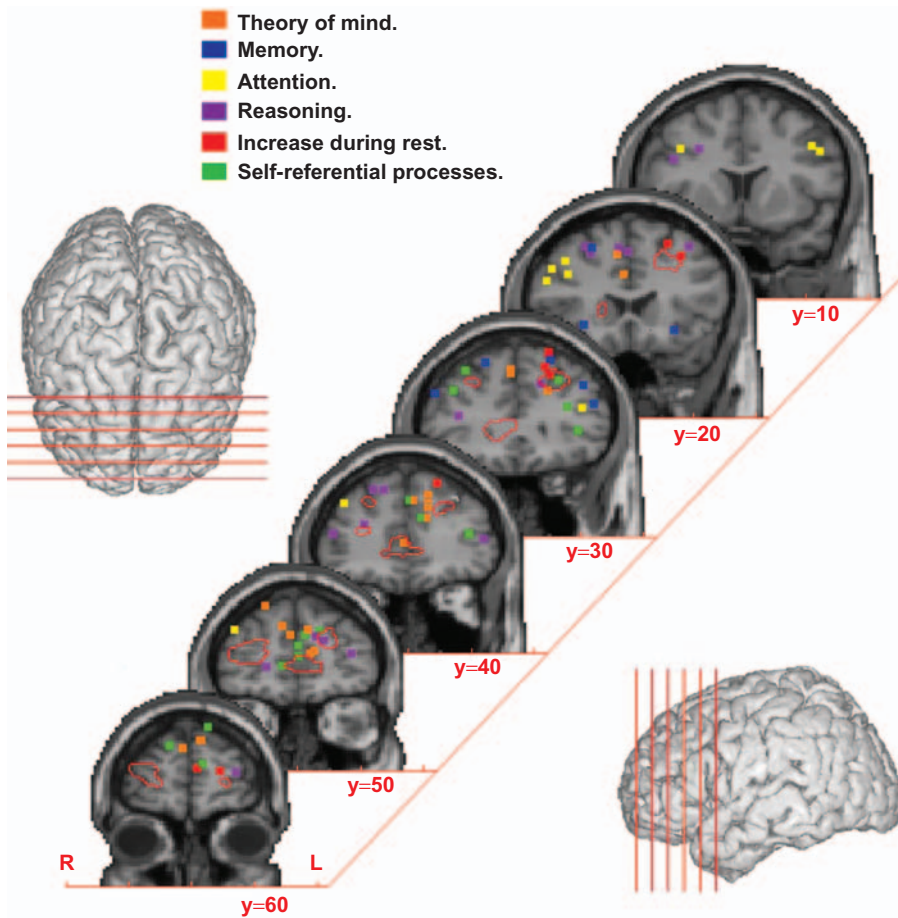 Theory of mind.
Memory.
Attention.
Reasoning.
Increase during rest.
Self-referential processes.
y=10
y=20
y=30
y=40
y=50
R L
y=60